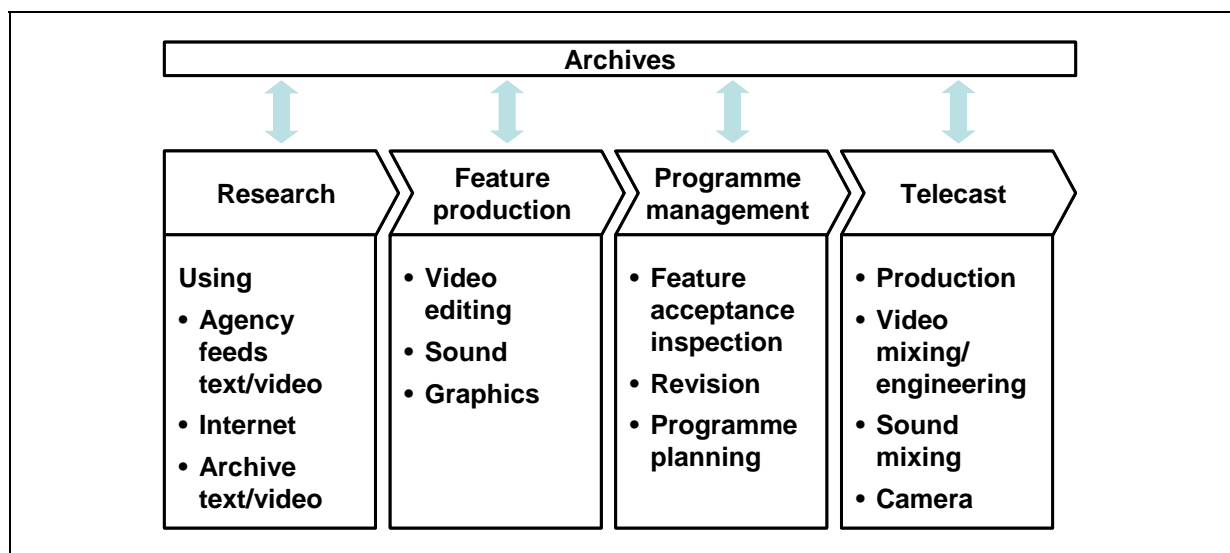 Archives
Research
Feature
production
Programme
management
Telecast
Using
• Agency
feeds
text/video
• Internet
• Archive
text/video
• Video
editing
• Sound
• Graphics
• Feature
acceptance
inspection
• Revision
• Programme
planning
• Production
• Video
mixing/
engineering
• Sound
mixing
• Camera